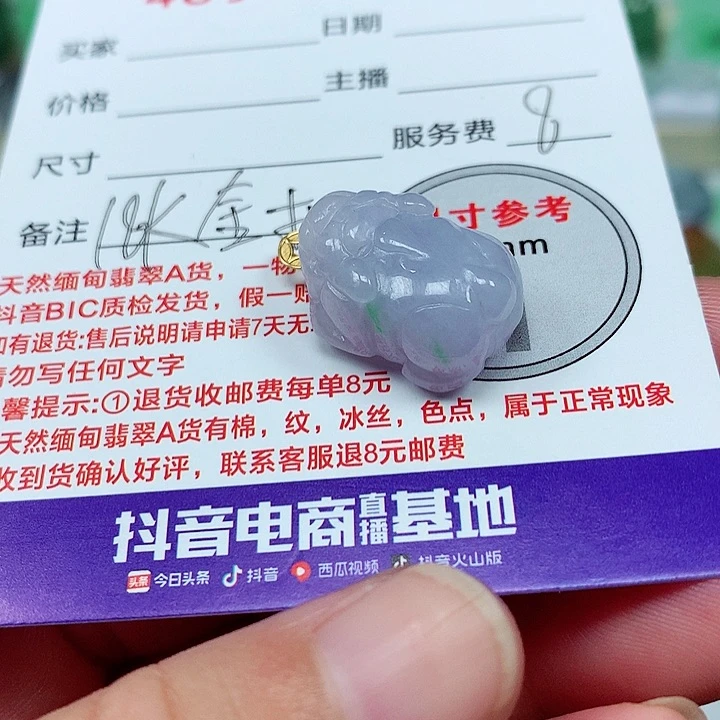 买家 日期
价格 主播
尺寸 服务费 8
备注 18K金
寸参考
mm
天然缅甸翡翠A货，一物
抖音BIC质检发货，假一赔
如有退货:售后说明请申请7天无
请勿写任何文字
馨提示:①退货收邮费每单8元
天然缅甸翡翠A货有棉，纹，冰丝，色点，属于正常现象
收到货确认好评，联系客服退8元邮费
抖音电商直播基地
头条 今日头条 抖音 西瓜视频 抖音火山版